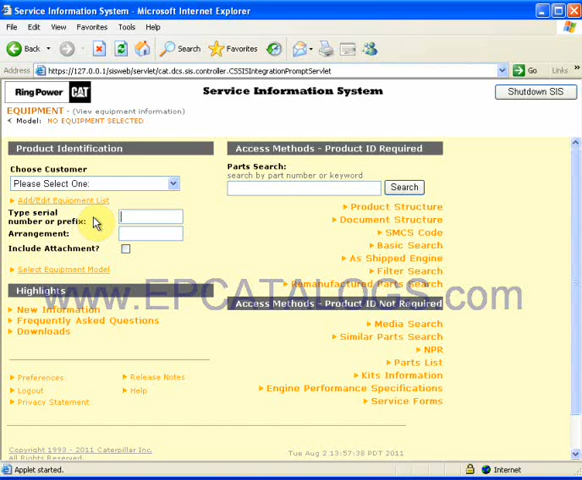 Service Information System - Microsoft Internet Explorer
File Edit View Favorites Tools Help
Back Search Favorites
Address https://127.0.0.1/sisweb/servlet/cat.dcs.sis.controller.CSSISIntegrationPromptServlet Go Links
Ring Power CAT Service Information System Shutdown SIS
EQUIPMENT - (View equipment information)
Model: NO EQUIPMENT SELECTED
Product Identification
Choose Customer
Please Select One:
Add/Edit Equipment List
Type serial
number or prefix:
Arrangement:
Include Attachment?
Select Equipment Model
Highlights
New Information
Frequently Asked Questions
Downloads
Preferences Release Notes
Logout Help
Privacy Statement
Access Methods - Product ID Required
Parts Search:
search by part number or keyword
Search
Product Structure
Document Structure
SMCS Code
Basic Search
As Shipped Engine
Filter Search
Remanufactured Parts Search
www.EPCATALOGS.com
Access Methods - Product ID Not Required
Media Search
Similar Parts Search
NPR
Parts List
Kits Information
Engine Performance Specifications
Service Forms
Copyright 1993 - 2011 Caterpillar Inc.
All Rights Reserved.
Tue Aug 2 13:57:38 PDT 2011
Applet started. Internet